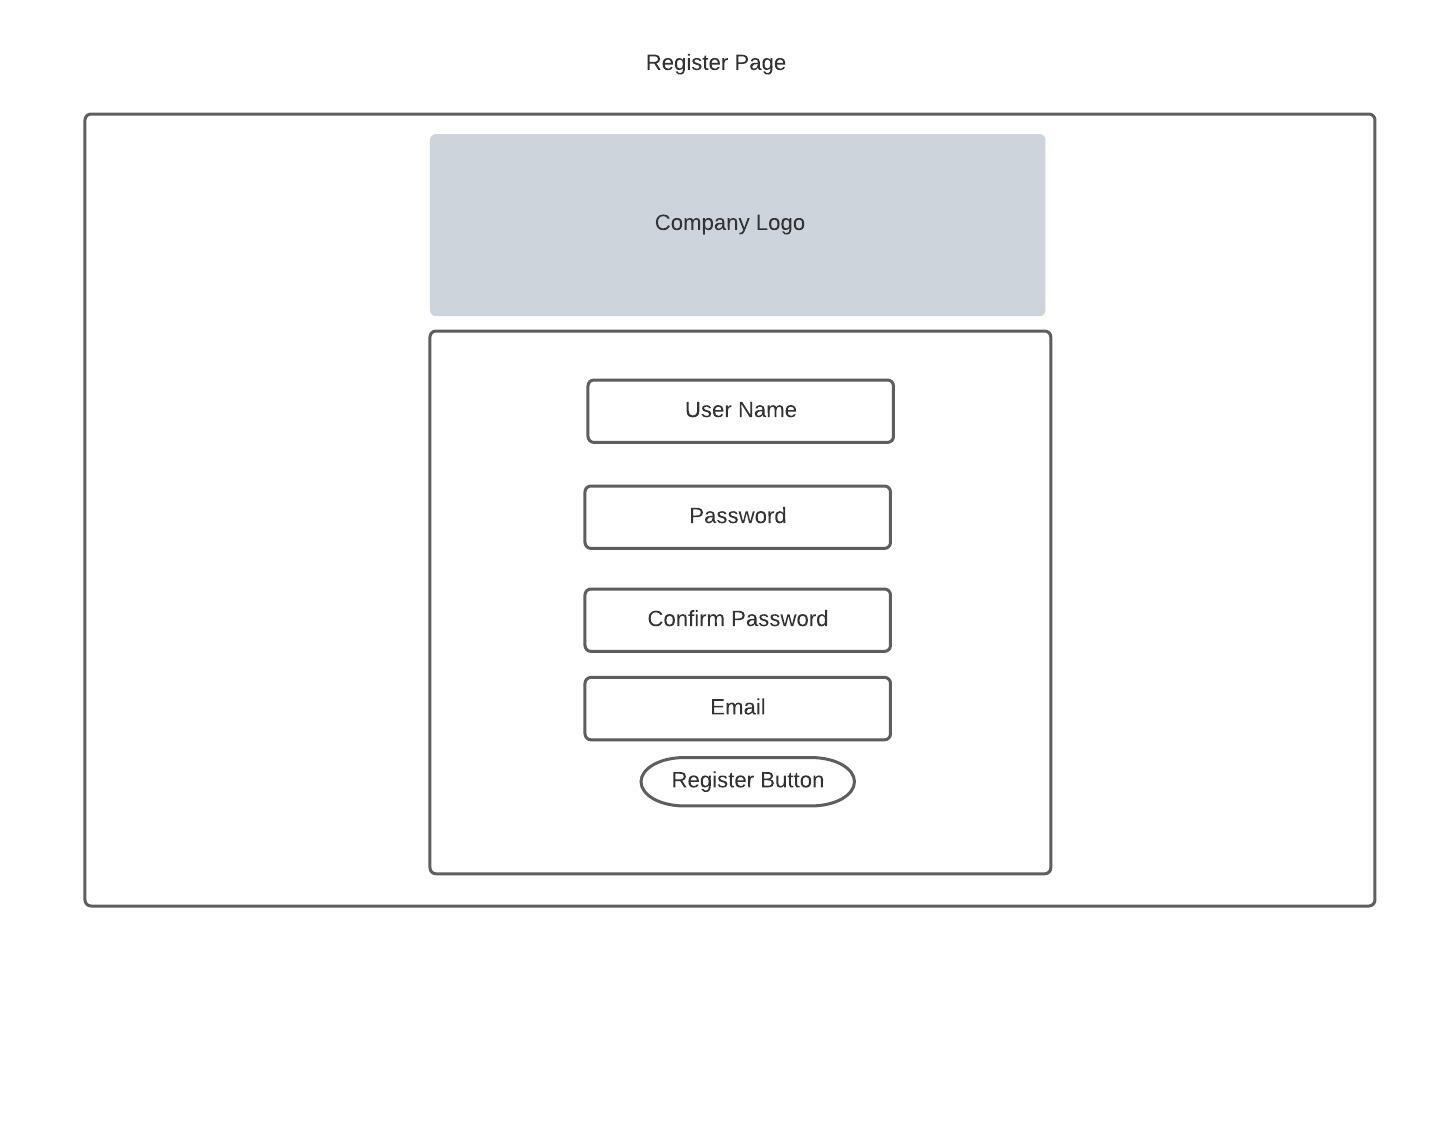 Register Page
Company Logo
User Name
Password
Confirm Password
Email
Register Button